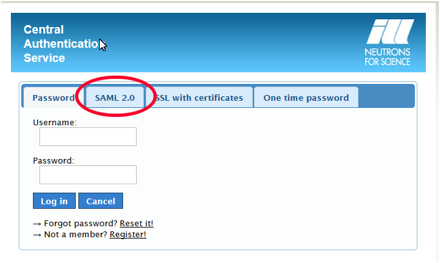 Central
Authentication
Service
NEUTRONS
FOR SCIENCE
Password SAML 2.0 SSL with certificates One time password
Username:
Password:
Log in Cancel
→ Forgot password? Reset it!
→ Not a member? Register!